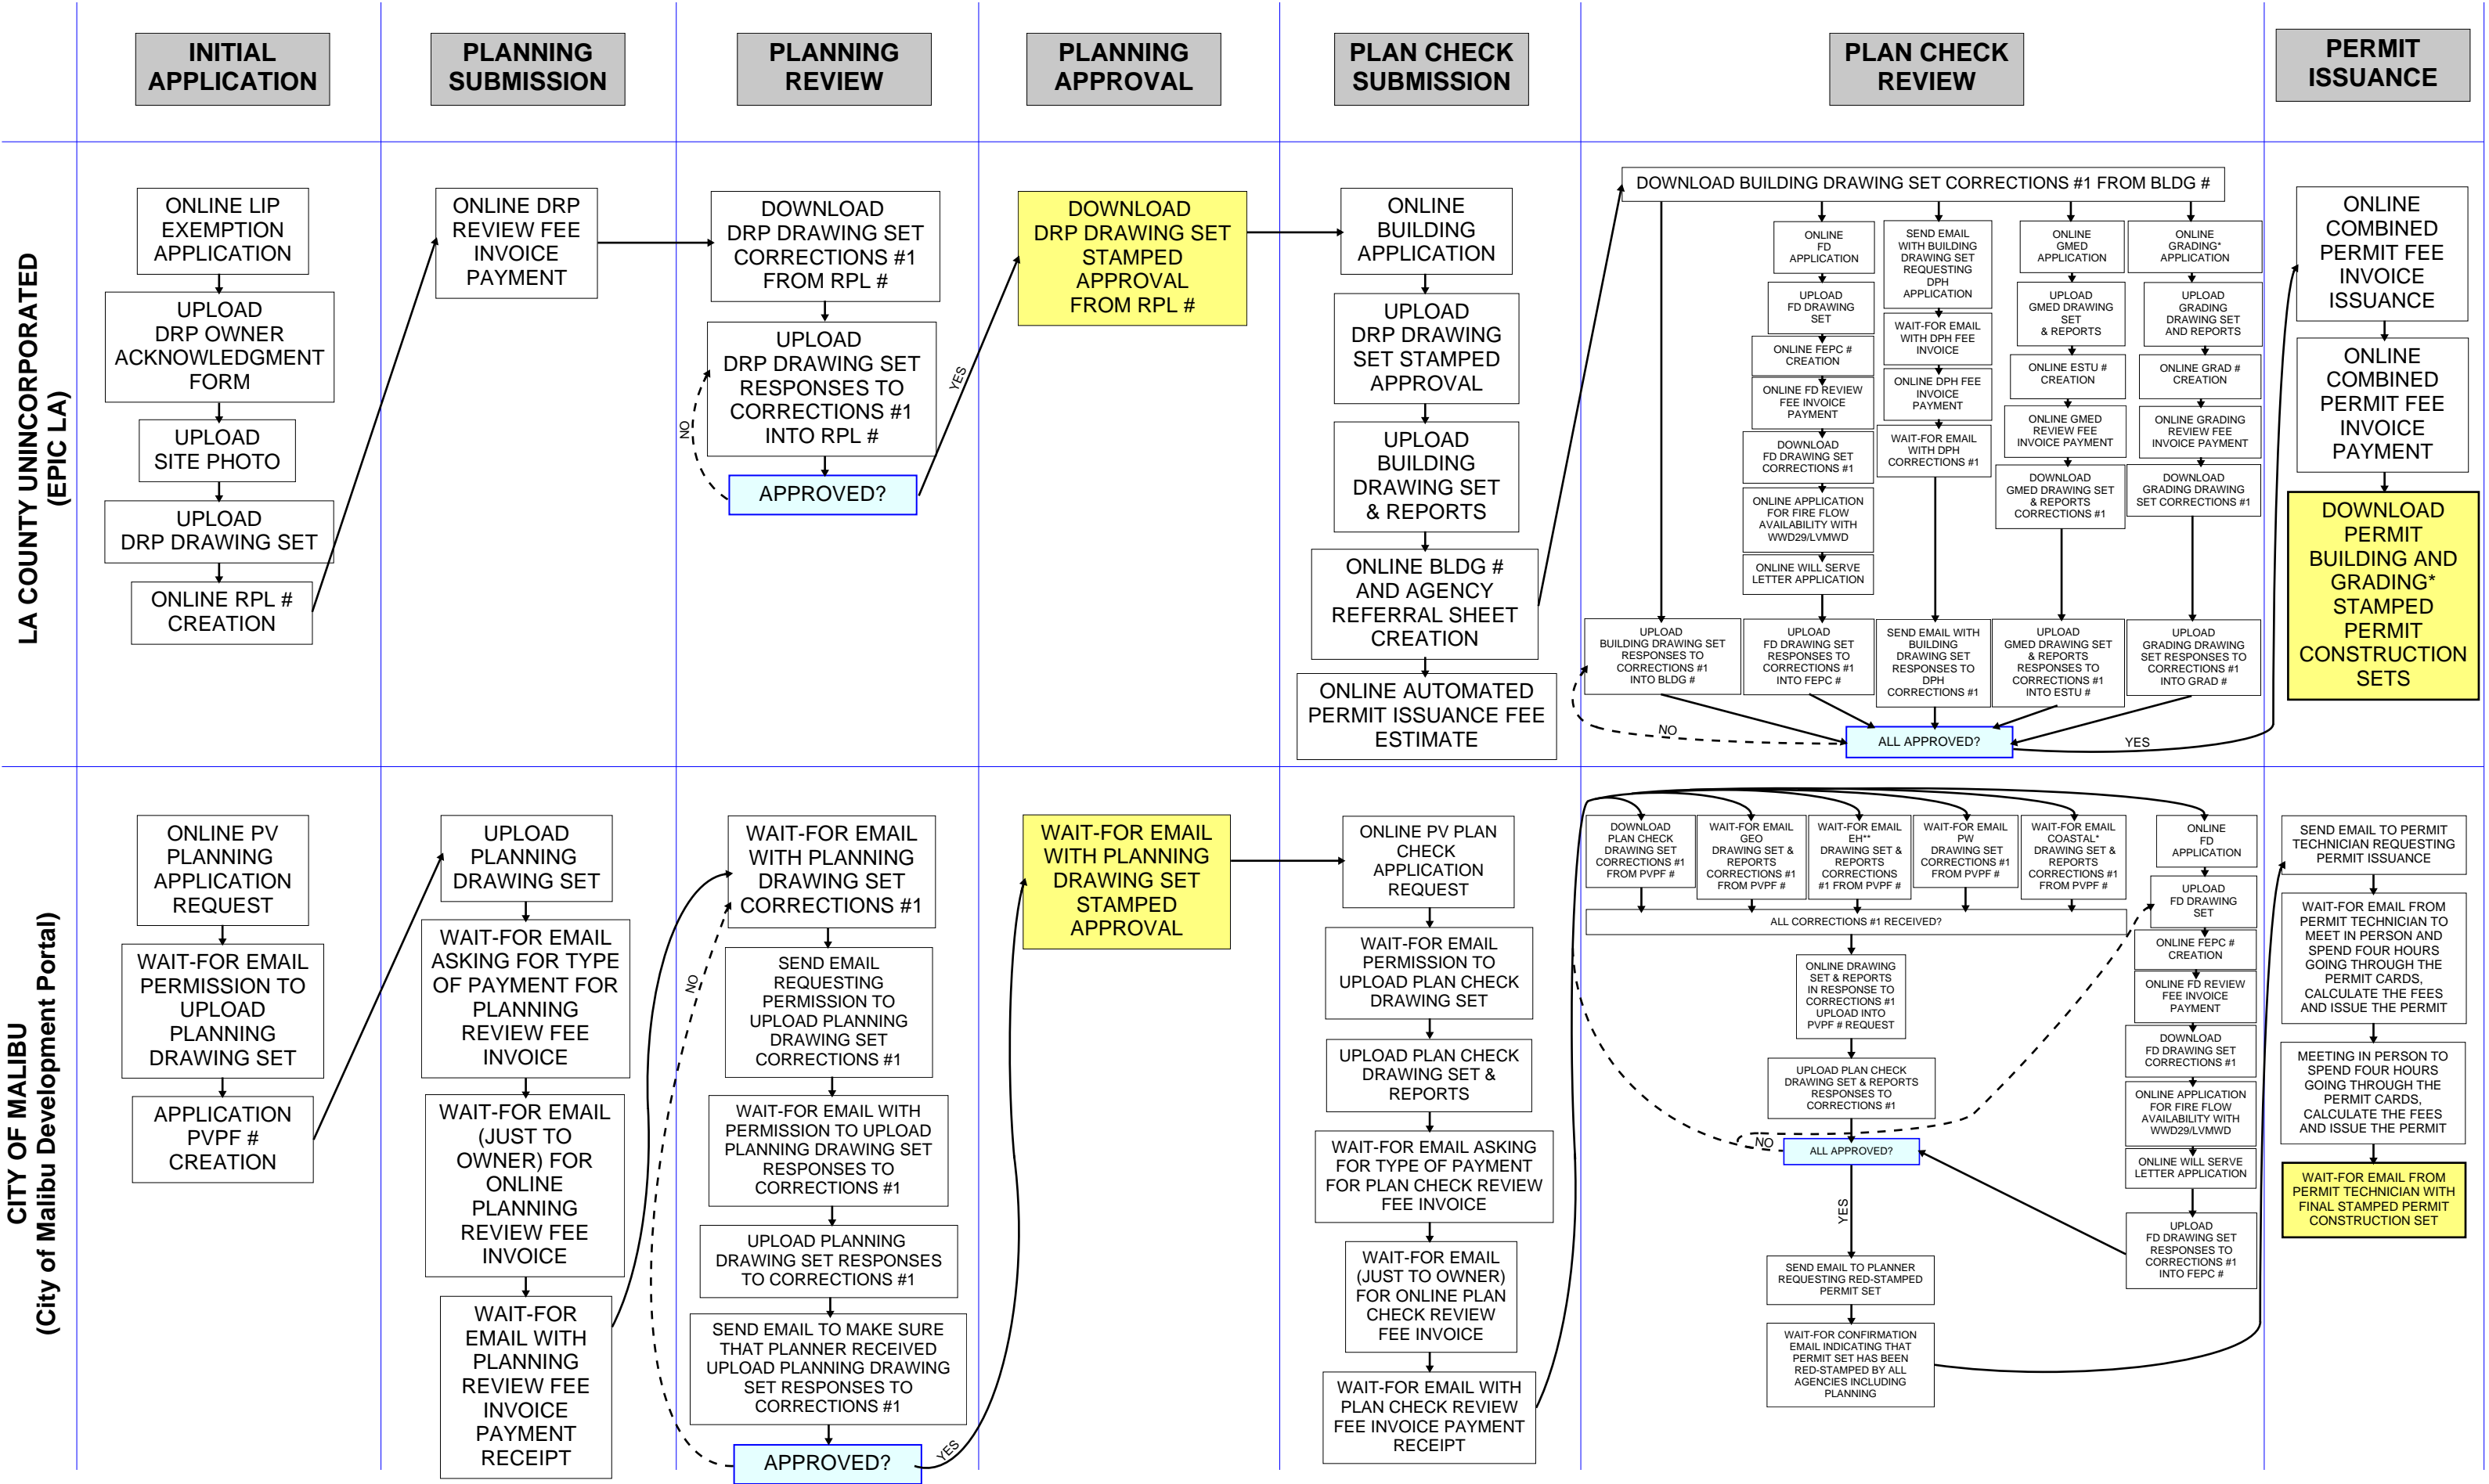 INITIAL
APPLICATION
PLANNING
SUBMISSION
PLANNING
REVIEW
PLANNING
APPROVAL
PLAN CHECK
SUBMISSION
PLAN CHECK
REVIEW
PERMIT
ISSUANCE
LA COUNTY UNINCORPORATED
(EPIC LA)
ONLINE LIP
EXEMPTION
APPLICATION
UPLOAD
DRP OWNER
ACKNOWLEDGMENT
FORM
UPLOAD
SITE PHOTO
UPLOAD
DRP DRAWING SET
ONLINE RPL #
CREATION
ONLINE DRP
REVIEW FEE
INVOICE
PAYMENT
DOWNLOAD
DRP DRAWING SET
CORRECTIONS #1
FROM RPL #
UPLOAD
DRP DRAWING SET
RESPONSES TO
CORRECTIONS #1
INTO RPL #
NO
APPROVED?
YES
DOWNLOAD
DRP DRAWING SET
STAMPED
APPROVAL
FROM RPL #
ONLINE
BUILDING
APPLICATION
UPLOAD
DRP DRAWING
SET STAMPED
APPROVAL
UPLOAD
BUILDING
DRAWING SET
& REPORTS
ONLINE BLDG #
AND AGENCY
REFERRAL SHEET
CREATION
ONLINE AUTOMATED
PERMIT ISSUANCE FEE
ESTIMATE
DOWNLOAD BUILDING DRAWING SET CORRECTIONS #1 FROM BLDG #
UPLOAD
BUILDING DRAWING SET
RESPONSES TO
CORRECTIONS #1
INTO BLDG #
ONLINE
FD
APPLICATION
UPLOAD
FD DRAWING
SET
ONLINE FEPC #
CREATION
ONLINE FD REVIEW
FEE INVOICE
PAYMENT
DOWNLOAD
FD DRAWING SET
CORRECTIONS #1
ONLINE APPLICATION
FOR FIRE FLOW
AVAILABILITY WITH
WWD29/LVMWD
ONLINE WILL SERVE
LETTER APPLICATION
UPLOAD
FD DRAWING SET
RESPONSES TO
CORRECTIONS #1
INTO FEPC #
SEND EMAIL
WITH BUILDING
DRAWING SET
REQUESTING
DPH
APPLICATION
WAIT-FOR EMAIL
WITH DPH FEE
INVOICE
ONLINE DPH FEE
INVOICE
PAYMENT
WAIT-FOR EMAIL
WITH DPH
CORRECTIONS #1
SEND EMAIL WITH
BUILDING
DRAWING SET
RESPONSES TO
DPH
CORRECTIONS #1
ONLINE
GMED
APPLICATION
UPLOAD
GMED DRAWING
SET
& REPORTS
ONLINE ESTU #
CREATION
ONLINE GMED
REVIEW FEE
INVOICE PAYMENT
DOWNLOAD
GMED DRAWING SET
& REPORTS
CORRECTIONS #1
UPLOAD
GMED DRAWING SET
& REPORTS
RESPONSES TO
CORRECTIONS #1
INTO ESTU #
ONLINE
GRADING*
APPLICATION
UPLOAD
GRADING
DRAWING SET
AND REPORTS
ONLINE GRAD #
CREATION
ONLINE GRADING
REVIEW FEE
INVOICE PAYMENT
DOWNLOAD
GRADING DRAWING
SET CORRECTIONS #1
UPLOAD
GRADING DRAWING
SET RESPONSES TO
CORRECTIONS #1
INTO GRAD #
NO
ALL APPROVED?
YES
ONLINE
COMBINED
PERMIT FEE
INVOICE
ISSUANCE
ONLINE
COMBINED
PERMIT FEE
INVOICE
PAYMENT
DOWNLOAD
PERMIT
BUILDING AND
GRADING*
STAMPED
PERMIT
CONSTRUCTION
SETS
CITY OF MALIBU
(City of Malibu Development Portal)
ONLINE PV
PLANNING
APPLICATION
REQUEST
WAIT-FOR EMAIL
PERMISSION TO
UPLOAD
PLANNING
DRAWING SET
APPLICATION
PVPF #
CREATION
UPLOAD
PLANNING
DRAWING SET
WAIT-FOR EMAIL
ASKING FOR TYPE
OF PAYMENT FOR
PLANNING
REVIEW FEE
INVOICE
WAIT-FOR EMAIL
(JUST TO
OWNER) FOR
ONLINE
PLANNING
REVIEW FEE
INVOICE
WAIT-FOR
EMAIL WITH
PLANNING
REVIEW FEE
INVOICE
PAYMENT
RECEIPT
WAIT-FOR EMAIL
WITH PLANNING
DRAWING SET
CORRECTIONS #1
SEND EMAIL
REQUESTING
PERMISSION TO
UPLOAD PLANNING
DRAWING SET
CORRECTIONS #1
WAIT-FOR EMAIL WITH
PERMISSION TO UPLOAD
PLANNING DRAWING SET
RESPONSES TO
CORRECTIONS #1
UPLOAD PLANNING
DRAWING SET RESPONSES
TO CORRECTIONS #1
SEND EMAIL TO MAKE SURE
THAT PLANNER RECEIVED
UPLOAD PLANNING DRAWING
SET RESPONSES TO
CORRECTIONS #1
NO
APPROVED?
YES
WAIT-FOR EMAIL
WITH PLANNING
DRAWING SET
STAMPED
APPROVAL
ONLINE PV PLAN
CHECK
APPLICATION
REQUEST
WAIT-FOR EMAIL
PERMISSION TO
UPLOAD PLAN CHECK
DRAWING SET
UPLOAD PLAN CHECK
DRAWING SET &
REPORTS
WAIT-FOR EMAIL ASKING
FOR TYPE OF PAYMENT
FOR PLAN CHECK REVIEW
FEE INVOICE
WAIT-FOR EMAIL
(JUST TO OWNER)
FOR ONLINE PLAN
CHECK REVIEW
FEE INVOICE
WAIT-FOR EMAIL WITH
PLAN CHECK REVIEW
FEE INVOICE PAYMENT
RECEIPT
DOWNLOAD
PLAN CHECK
DRAWING SET
CORRECTIONS #1
FROM PVPF #
WAIT-FOR EMAIL
GEO
DRAWING SET &
REPORTS
CORRECTIONS #1
FROM PVPF #
WAIT-FOR EMAIL
EH**
DRAWING SET &
REPORTS
CORRECTIONS
#1 FROM PVPF #
WAIT-FOR EMAIL
PW
DRAWING SET
CORRECTIONS #1
FROM PVPF #
WAIT-FOR EMAIL
COASTAL*
DRAWING SET &
REPORTS
CORRECTIONS #1
FROM PVPF #
ALL CORRECTIONS #1 RECEIVED?
ONLINE DRAWING
SET & REPORTS
IN RESPONSE TO
CORRECTIONS #1
UPLOAD INTO
PVPF # REQUEST
UPLOAD PLAN CHECK
DRAWING SET & REPORTS
RESPONSES TO
CORRECTIONS #1
NO
ALL APPROVED?
YES
SEND EMAIL TO PLANNER
REQUESTING RED-STAMPED
PERMIT SET
WAIT-FOR CONFIRMATION
EMAIL INDICATING THAT
PERMIT SET HAS BEEN
RED-STAMPED BY ALL
AGENCIES INCLUDING
PLANNING
ONLINE
FD
APPLICATION
UPLOAD
FD DRAWING
SET
ONLINE FEPC #
CREATION
ONLINE FD REVIEW
FEE INVOICE
PAYMENT
DOWNLOAD
FD DRAWING SET
CORRECTIONS #1
ONLINE APPLICATION
FOR FIRE FLOW
AVAILABILITY WITH
WWD29/LVMWD
ONLINE WILL SERVE
LETTER APPLICATION
UPLOAD
FD DRAWING SET
RESPONSES TO
CORRECTIONS #1
INTO FEPC #
SEND EMAIL TO PERMIT
TECHNICIAN REQUESTING
PERMIT ISSUANCE
WAIT-FOR EMAIL FROM
PERMIT TECHNICIAN TO
MEET IN PERSON AND
SPEND FOUR HOURS
GOING THROUGH THE
PERMIT CARDS,
CALCULATE THE FEES
AND ISSUE THE PERMIT
MEETING IN PERSON TO
SPEND FOUR HOURS
GOING THROUGH THE
PERMIT CARDS,
CALCULATE THE FEES
AND ISSUE THE PERMIT
WAIT-FOR EMAIL FROM
PERMIT TECHNICIAN WITH
FINAL STAMPED PERMIT
CONSTRUCTION SET